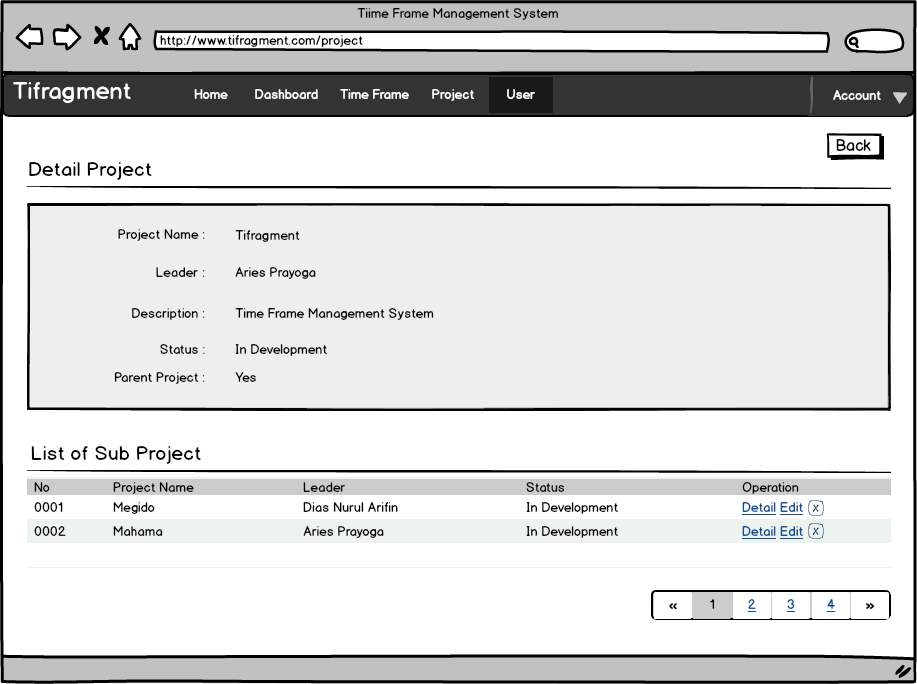 Tiime Frame Management System
http://www.tifragment.com/project
Tifragment Home Dashboard Time Frame Project User Account
Back
Detail Project
Project Name : Tifragment
Leader : Aries Prayoga
Description : Time Frame Management System
Status : In Development
Parent Project : Yes
List of Sub Project
No Project Name Leader Status Operation
0001 Megido Dias Nurul Arifin In Development Detail Edit x
0002 Mahama Aries Prayoga In Development Detail Edit x
« 1 2 3 4 »